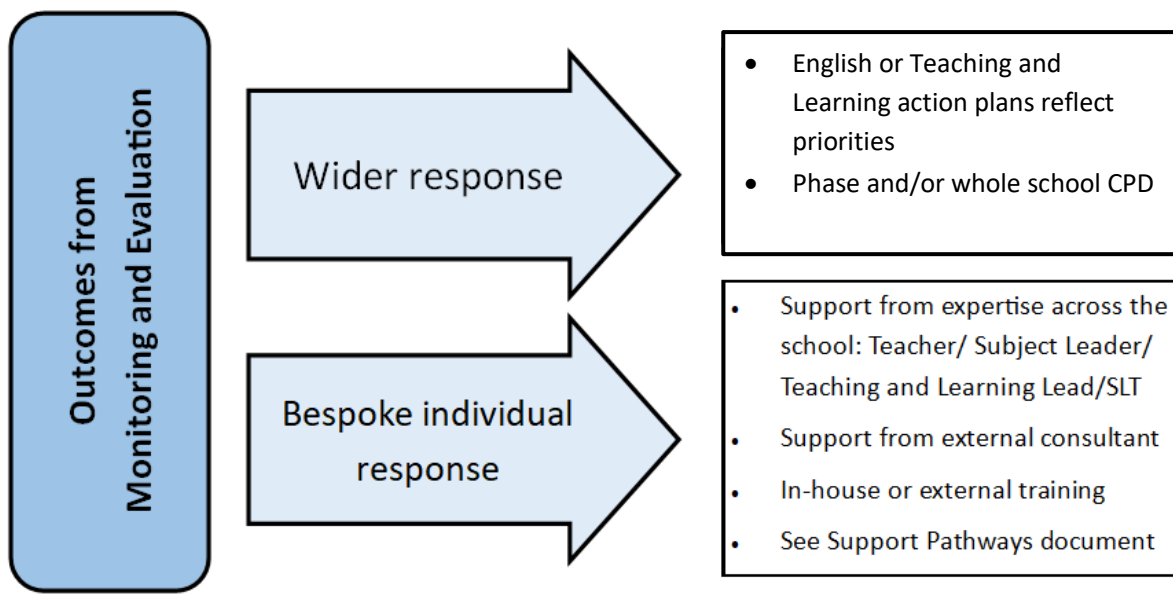 Outcomes from
Monitoring and Evaluation
Wider response
• English or Teaching and
Learning action plans reflect
priorities
• Phase and/or whole school CPD
Bespoke individual
response
• Support from expertise across the
school: Teacher/ Subject Leader/
Teaching and Learning Lead/SLT
• Support from external consultant
• In-house or external training
• See Support Pathways document